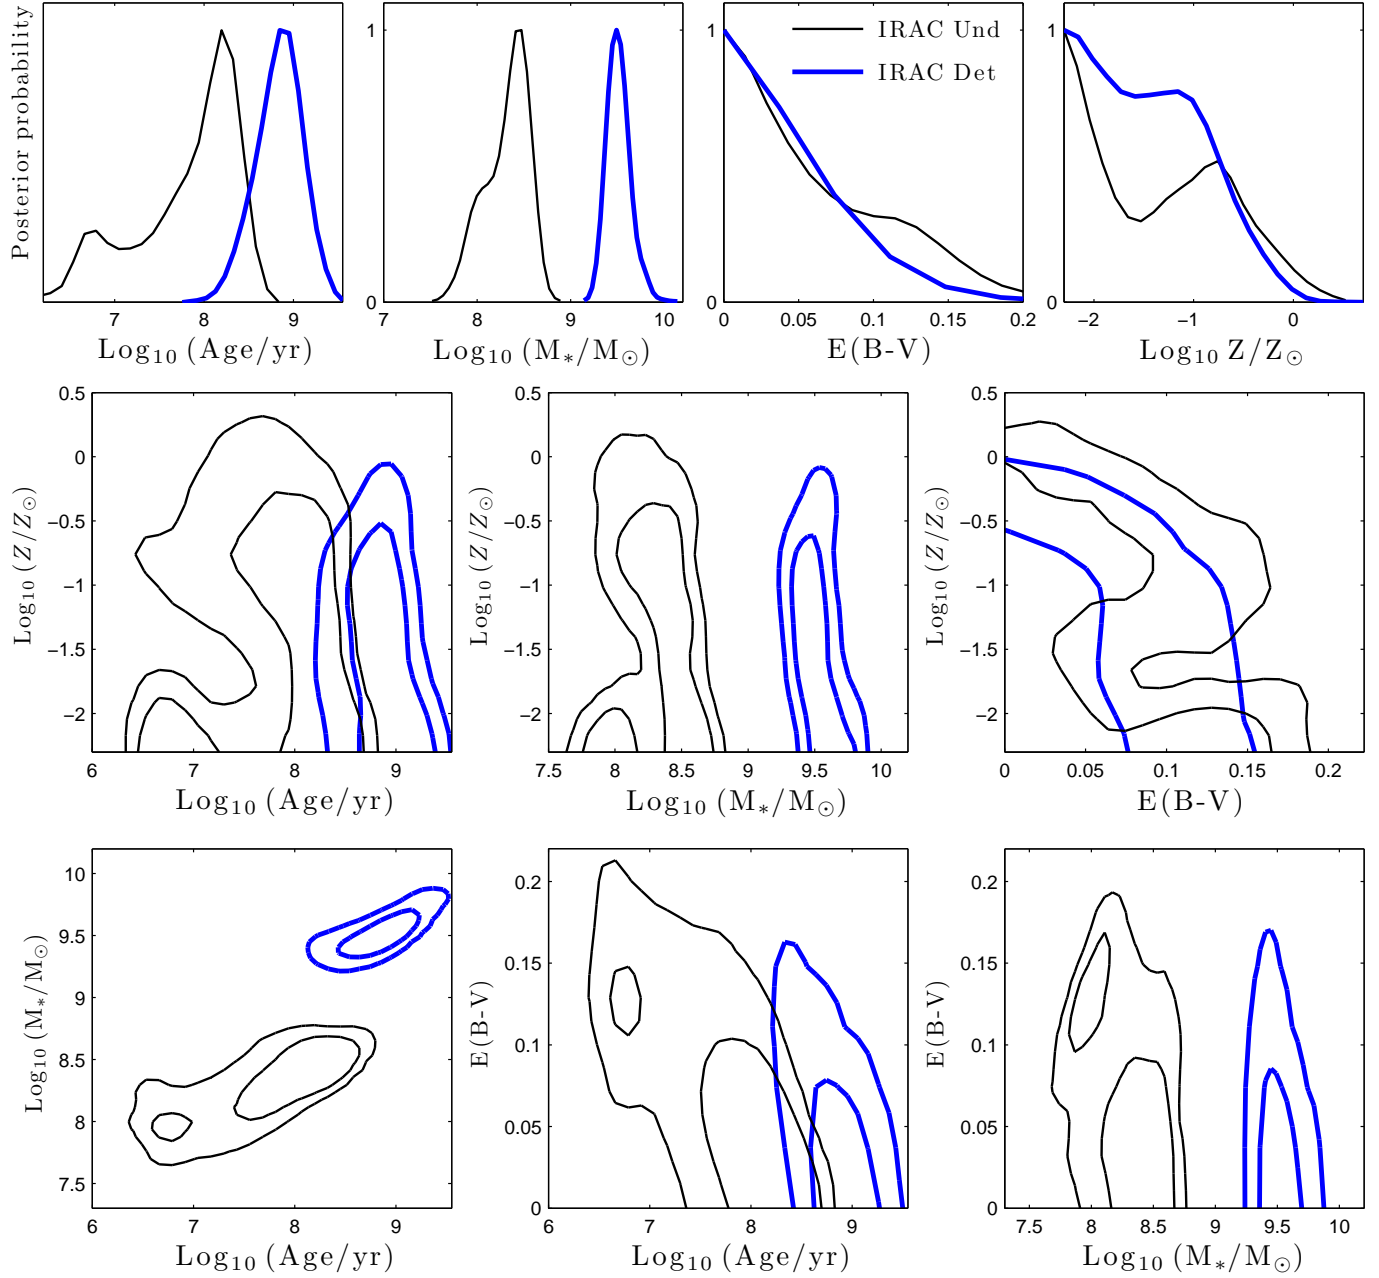 Posterior probability
7 8 9
Log10 (Age/yr)
0 1
7 8 9 10
Log10 (M*/M⊙)
0 1
0 0.05 0.1 0.15 0.2
E(B-V)
IRAC Und
IRAC Det
0 1
−2 −1 0
Log10 Z/Z⊙
Log10 (Z/Z⊙)
0.5
0
−0.5
−1
−1.5
−2
6 7 8 9
Log10 (Age/yr)
Log10 (Z/Z⊙)
0.5
0
−0.5
−1
−1.5
−2
7.5 8 8.5 9 9.5 10
Log10 (M*/M⊙)
Log10 (Z/Z⊙)
0.5
0
−0.5
−1
−1.5
−2
0 0.05 0.1 0.15 0.2
E(B-V)
Log10 (M*/M⊙)
10
9.5
9
8.5
8
7.5
6 7 8 9
Log10 (Age/yr)
E(B-V)
0.2
0.15
0.1
0.05
0
6 7 8 9
Log10 (Age/yr)
E(B-V)
0.2
0.15
0.1
0.05
0
7.5 8 8.5 9 9.5 10
Log10 (M*/M⊙)